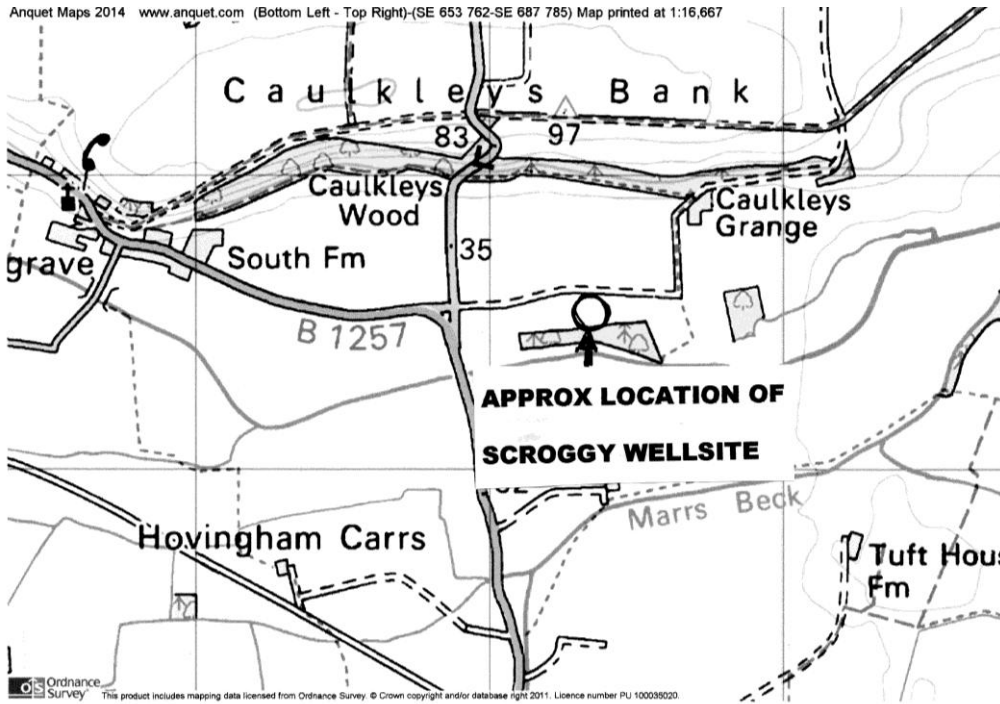 Anquet Maps 2014 www.anquet.com (Bottom Left - Top Right)-(SE 653 762-SE 687 785) Map printed at 1:16,667
Caulkleys Bank
83
97
Caulkleys
Wood
Caulkleys
Grange
grave
South Fm
35
B 1257
APPROX LOCATION OF
SCROGGY WELLSITE
Marrs Beck
Hovingham Carrs
Tuft Hou
Fm
OS Ordnance
Survey
This product includes mapping data licensed from Ordnance Survey. © Crown copyright and/or database right 2011. Licence number PU 100035020.